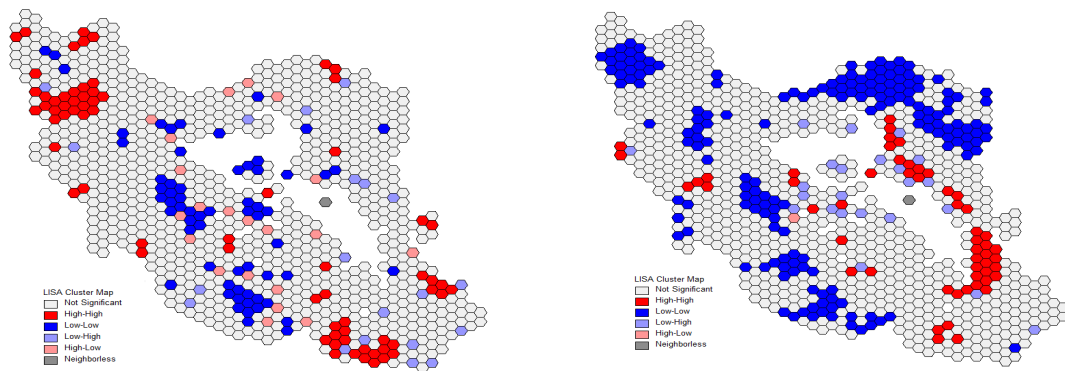 LISA Cluster Map
Not Significant
High-High
Low-Low
Low-High
High-Low
Neighborless
LISA Cluster Map
Not Significant
High-High
Low-Low
Low-High
High-Low
Neighborless